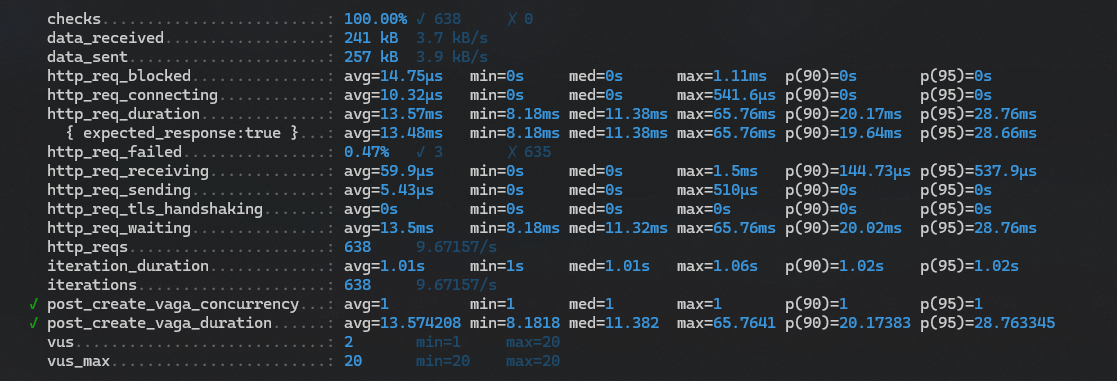 checks.........................: 100.00% ✓ 638 ✗ 0
data_received..................: 241 kB 3.7 kB/s
data_sent......................: 257 kB 3.9 kB/s
http_req_blocked...............: avg=14.75µs min=0s med=0s max=1.11ms p(90)=0s p(95)=0s
http_req_connecting............: avg=10.32µs min=0s med=0s max=541.6µs p(90)=0s p(95)=0s
http_req_duration..............: avg=13.57ms min=8.18ms med=11.38ms max=65.76ms p(90)=20.17ms p(95)=28.76ms
{ expected_response:true }...: avg=13.48ms min=8.18ms med=11.38ms max=65.76ms p(90)=19.64ms p(95)=28.66ms
http_req_failed................: 0.47% ✓ 3 ✗ 635
http_req_receiving.............: avg=59.9µs min=0s med=0s max=1.5ms p(90)=144.73µs p(95)=537.9µs
http_req_sending...............: avg=5.43µs min=0s med=0s max=510µs p(90)=0s p(95)=0s
http_req_tls_handshaking.......: avg=0s min=0s med=0s max=0s p(90)=0s p(95)=0s
http_req_waiting...............: avg=13.5ms min=8.18ms med=11.32ms max=65.76ms p(90)=20.02ms p(95)=28.76ms
http_reqs......................: 638 9.67157/s
iteration_duration.............: avg=1.01s min=1s med=1.01s max=1.06s p(90)=1.02s p(95)=1.02s
iterations.....................: 638 9.67157/s
✓ post_create_vaga_concurrency...: avg=1 min=1 med=1 max=1 p(90)=1 p(95)=1
✓ post_create_vaga_duration......: avg=13.574208 min=8.1818 med=11.382 max=65.7641 p(90)=20.17383 p(95)=28.763345
vus............................: 2 min=1 max=20
vus_max........................: 20 min=20 max=20